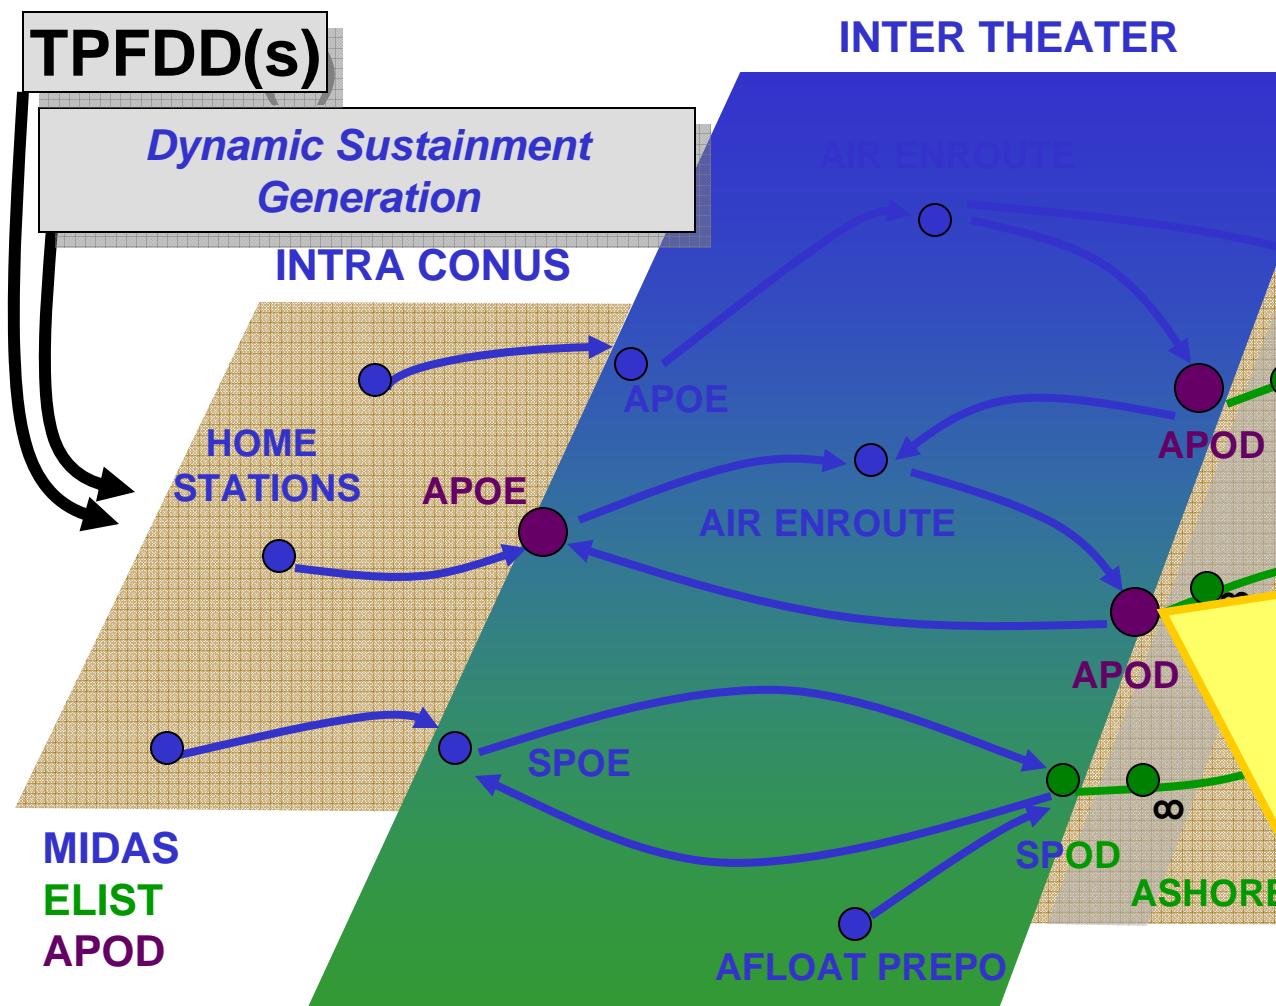 TPFDD(s)
INTER THEATER
Dynamic Sustainment
Generation
AIR ENROUTE
INTRA CONUS
APOE
HOME
STATIONS
APOE
APOD
AIR ENROUTE
∞
APOD
SPOE
∞
MIDAS
ELIST
APOD
SPOD
ASHORE
AFLOAT PREPO